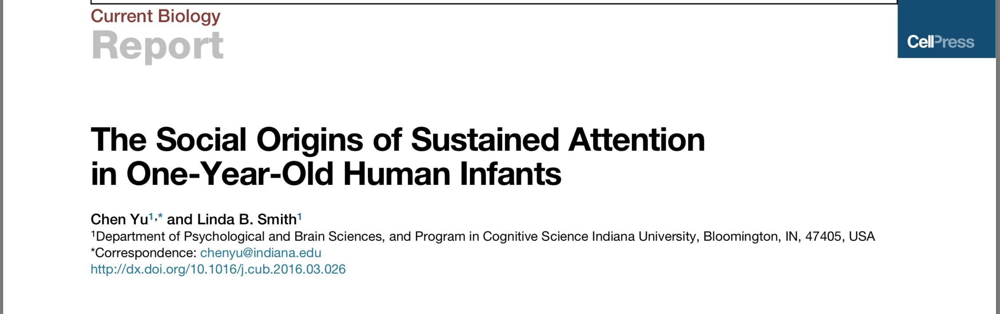 Current Biology
Report
CellPress
The Social Origins of Sustained Attention
in One-Year-Old Human Infants
Chen Yu1,* and Linda B. Smith1
1Department of Psychological and Brain Sciences, and Program in Cognitive Science Indiana University, Bloomington, IN, 47405, USA
*Correspondence: chenyu@indiana.edu
http://dx.doi.org/10.1016/j.cub.2016.03.026